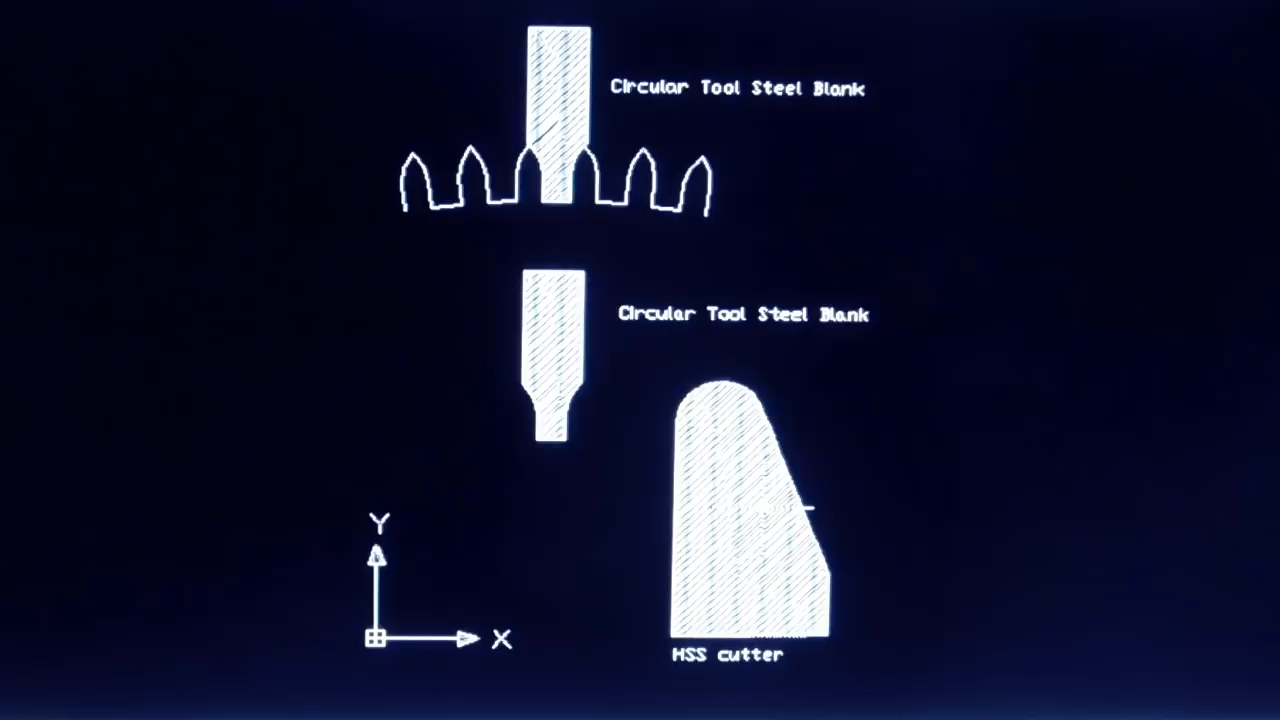 Circular Tool Steel Blank
Circular Tool Steel Blank
Y
X
HSS cutter